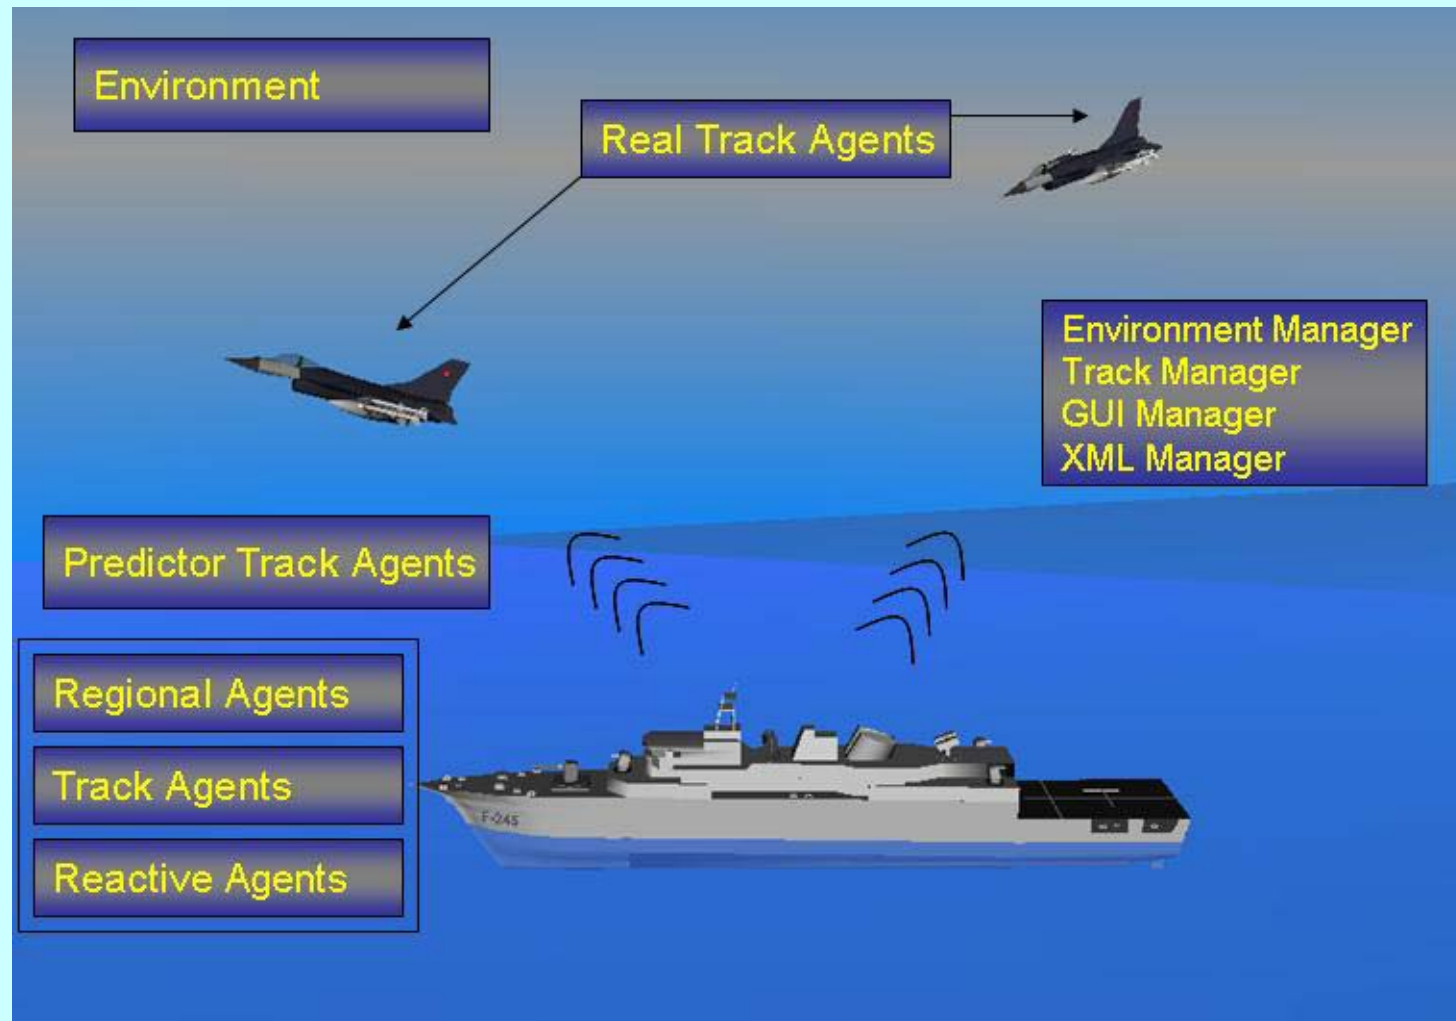 Environment
Real Track Agents
Environment Manager
Track Manager
GUI Manager
XML Manager
Predictor Track Agents
Regional Agents
Track Agents
Reactive Agents
F-245